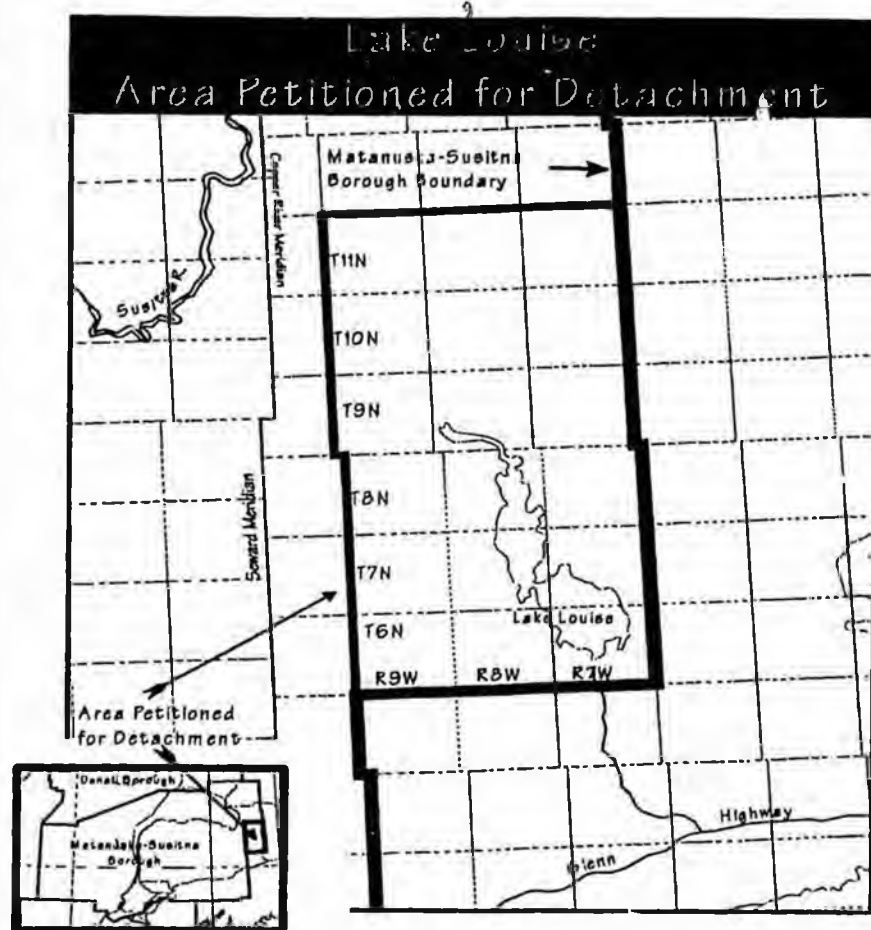 Lake Louise
Area Petitioned for Detachment
Matanuska-Susitna
Borough Boundary
Copper River Meridian
Susitna R
T11N
T10N
T9N
T8N
T7N
T6N
Seward Meridian
Lake Louise
R9W R8W R7W
Area Petitioned
for Detachment
Denali Borough
Matanuska-Susitna
Borough
Glenn Highway